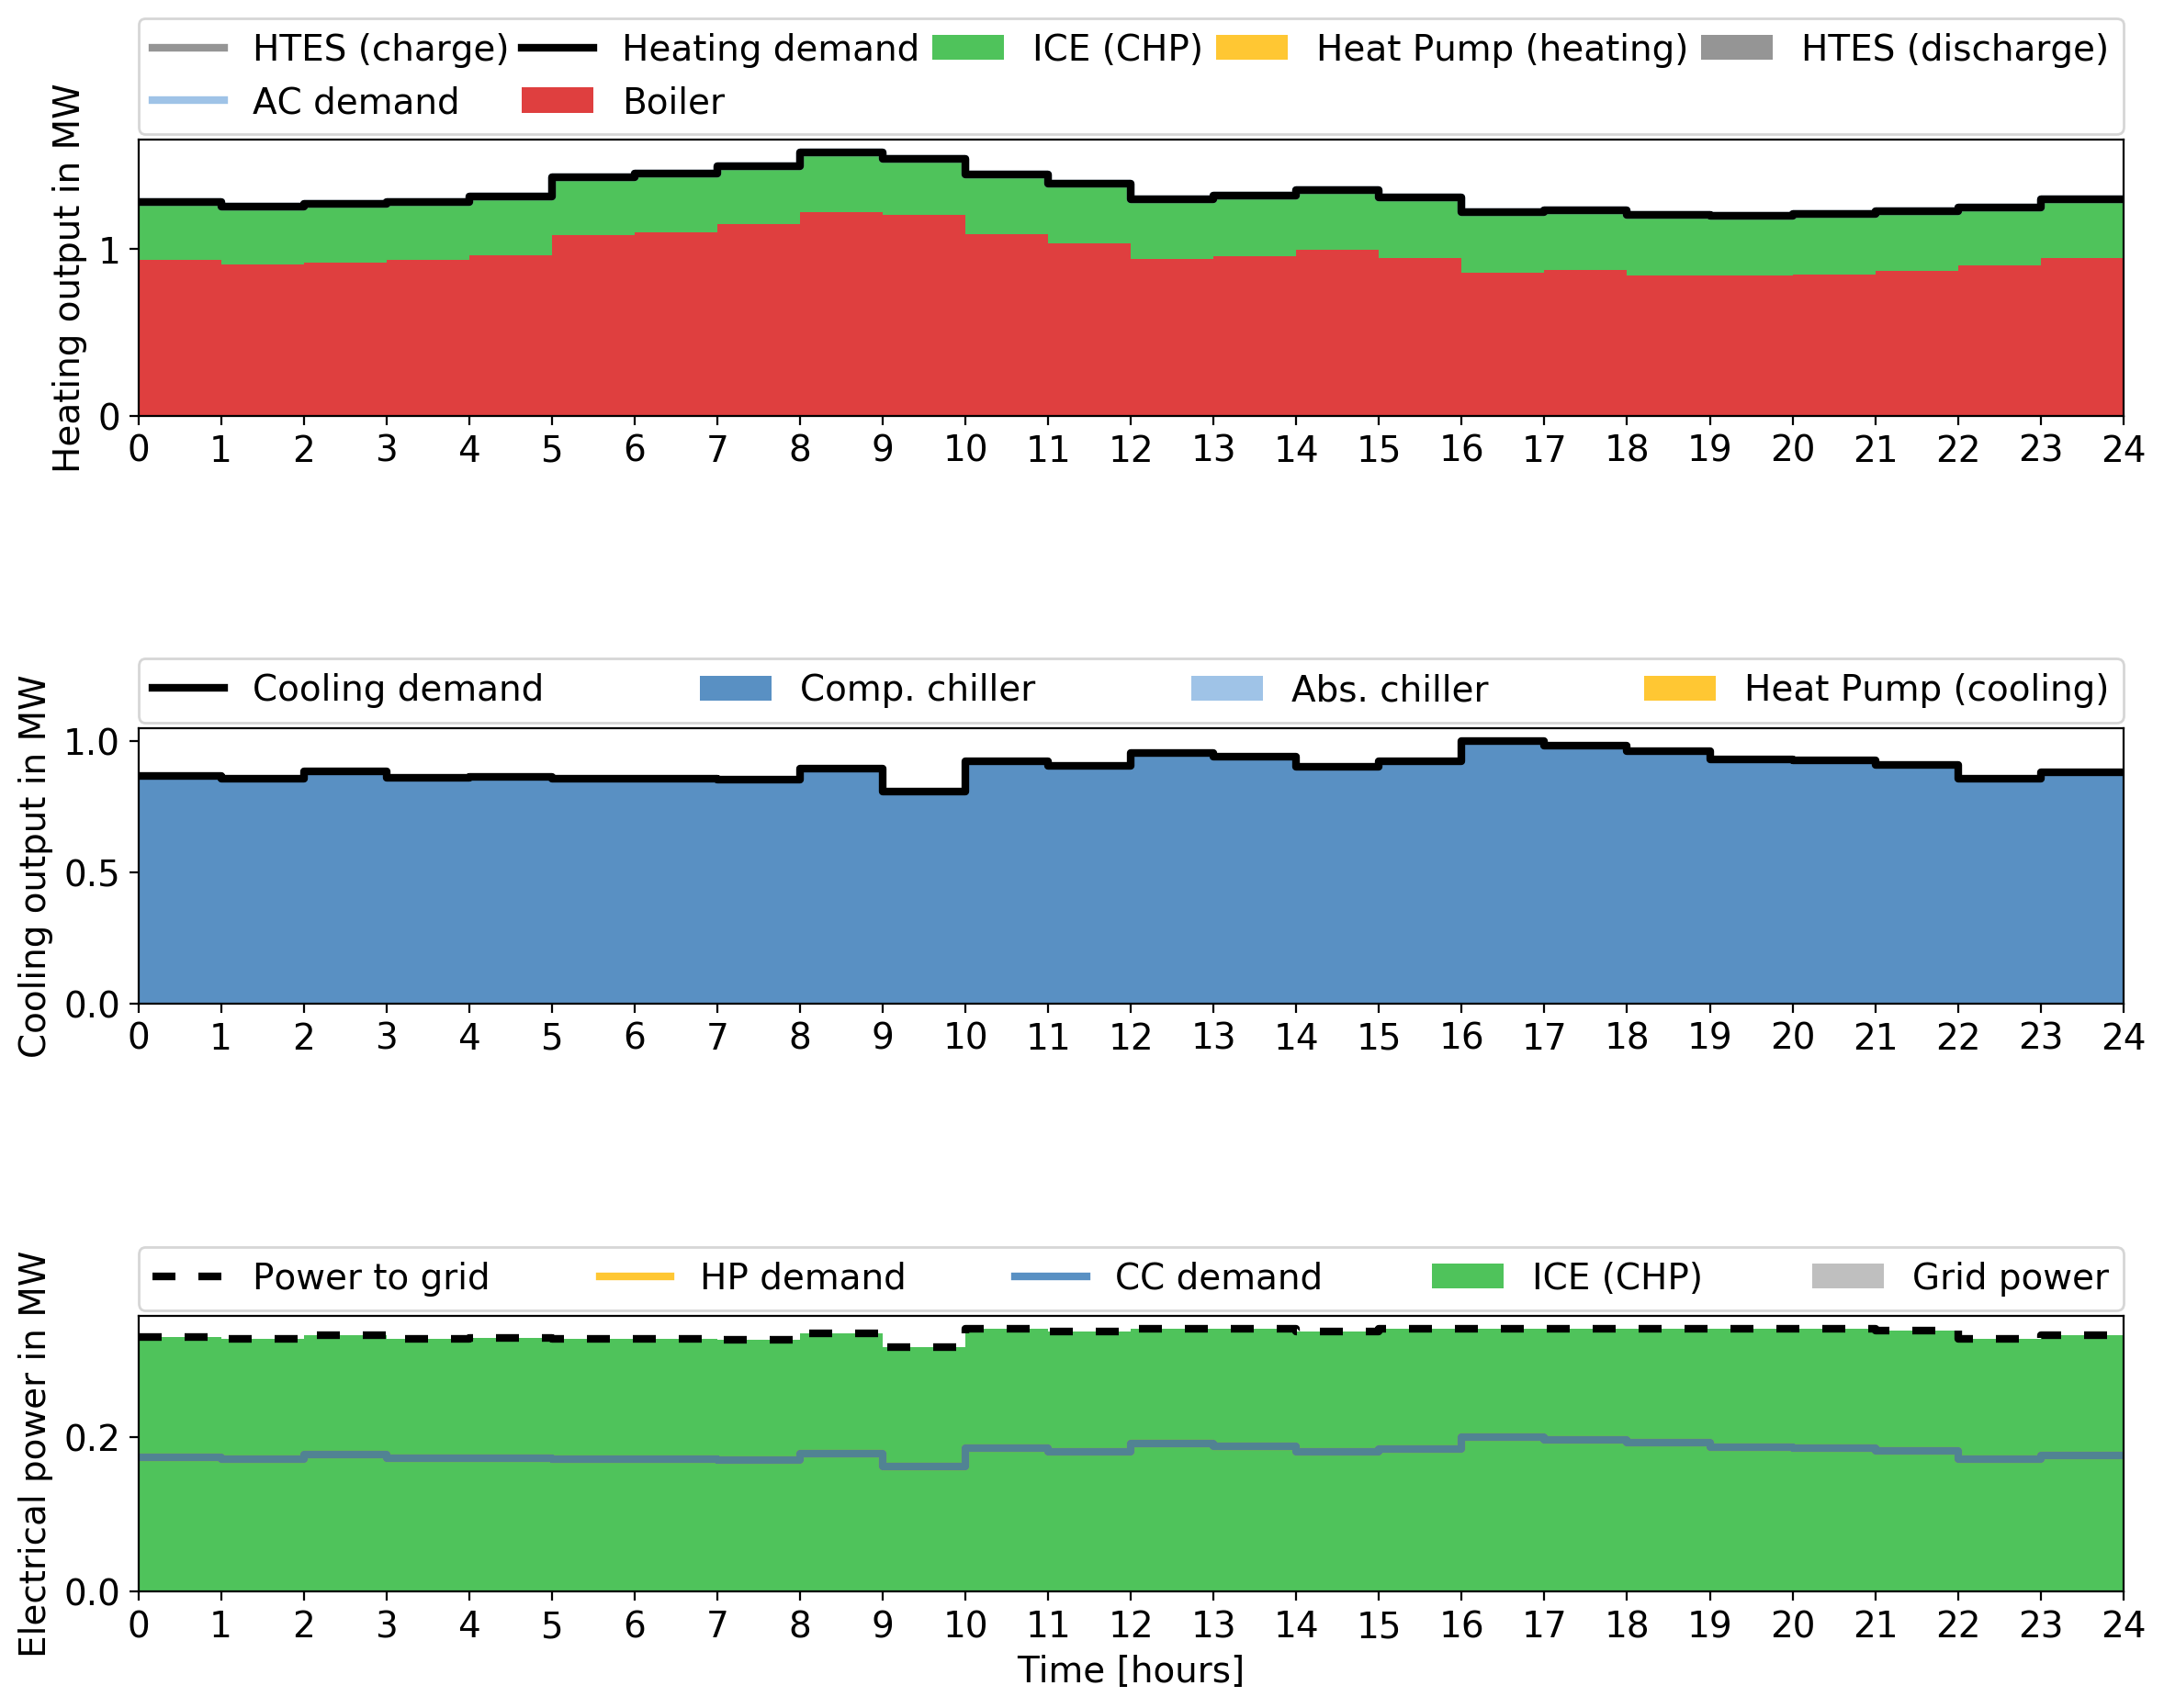 HTES (charge) Heating demand ICE (CHP) Heat Pump (heating) HTES (discharge)
AC demand Boiler
Heating output in MW
1
0
0 1 2 3 4 5 6 7 8 9 10 11 12 13 14 15 16 17 18 19 20 21 22 23 24
Cooling demand Comp. chiller Abs. chiller Heat Pump (cooling)
Cooling output in MW
1.0
0.5
0.0
0 1 2 3 4 5 6 7 8 9 10 11 12 13 14 15 16 17 18 19 20 21 22 23 24
Power to grid HP demand CC demand ICE (CHP) Grid power
Electrical power in MW
0.2
0.0
0 1 2 3 4 5 6 7 8 9 10 11 12 13 14 15 16 17 18 19 20 21 22 23 24
Time [hours]